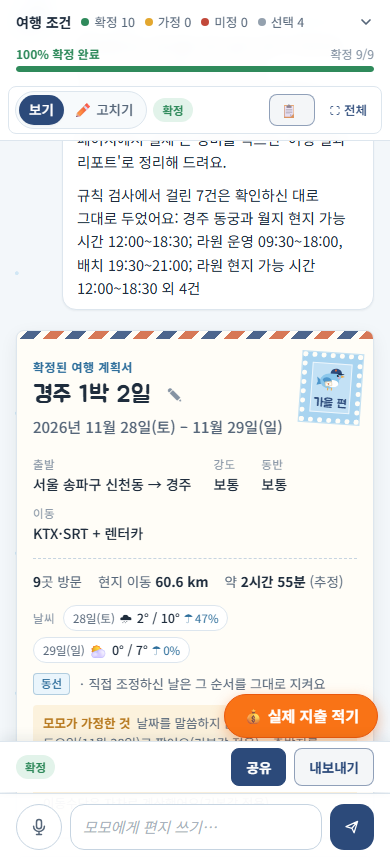 여행 조건 확정 10 가정 0 미정 0 선택 4
100% 확정 완료 확정 9/9
보기 고치기 확정 전체
리포트'로 정리해 드려요.
규칙 검사에서 걸린 7건은 확인하신 대로
그대로 두었어요: 경주 동궁과 월지 현지 가능
시간 12:00~18:30; 라원 운영 09:30~18:00,
배치 19:30~21:00; 라원 현지 가능 시간
12:00~18:30 외 4건
확정된 여행 계획서
경주 1박 2일
가을 편
2026년 11월 28일(토) – 11월 29일(일)
출발 강도 동반
서울 송파구 신천동 → 경주 보통 보통
이동
KTX·SRT + 렌터카
9곳 방문 현지 이동 60.6 km 약 2시간 55분 (추정)
날씨 28일(토) 2° / 10° 47%
29일(일) 0° / 7° 0%
동선 · 직접 조정하신 날은 그 순서를 그대로 지켜요
모모가 가정한 것 날짜를 말씀하지
실제 지출 적기
확정 공유 내보내기
모모에게 편지 쓰기…